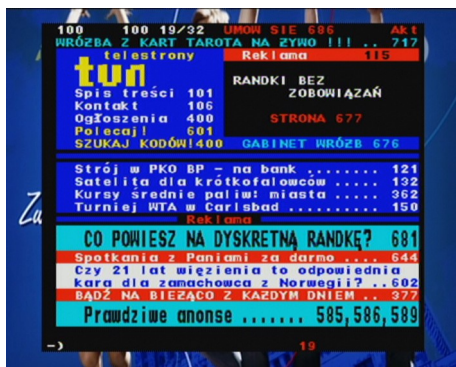 100 100 19/32 UMOW SIE 686 Akt
WRÓŻBA Z KART TAROTA NA ZYWO !!! .. 717
telestrony
tvn
Reklama 115
RANDKI BEZ
ZOBOWIĄZAŃ
Spis treści 101
Kontakt 106
Ogłoszenia 400
STRONA 677
Polecaj! 601
SZUKAJ KODÓW!400
GABINET WRÓŻB 676
Strój w PKO BP – na bank ........ 121
Satelita dla krótkofalowców ..... 132
Kursy średnie paliw: miasta ..... 362
Turniej WTA w Carlsbad .......... 150
Reklama
CO POWIESZ NA DYSKRETNĄ RANDKĘ? 681
Spotkania z Paniami za darmo .... 644
Czy 21 lat więzienia to odpowiednia
kara dla zamachowca z Norwegii? ..602
BĄDŹ NA BIEŻĄCO Z KAŻDYM DNIEM .. 377
Prawdziwe anonse ....... 585,586,589
–) 19